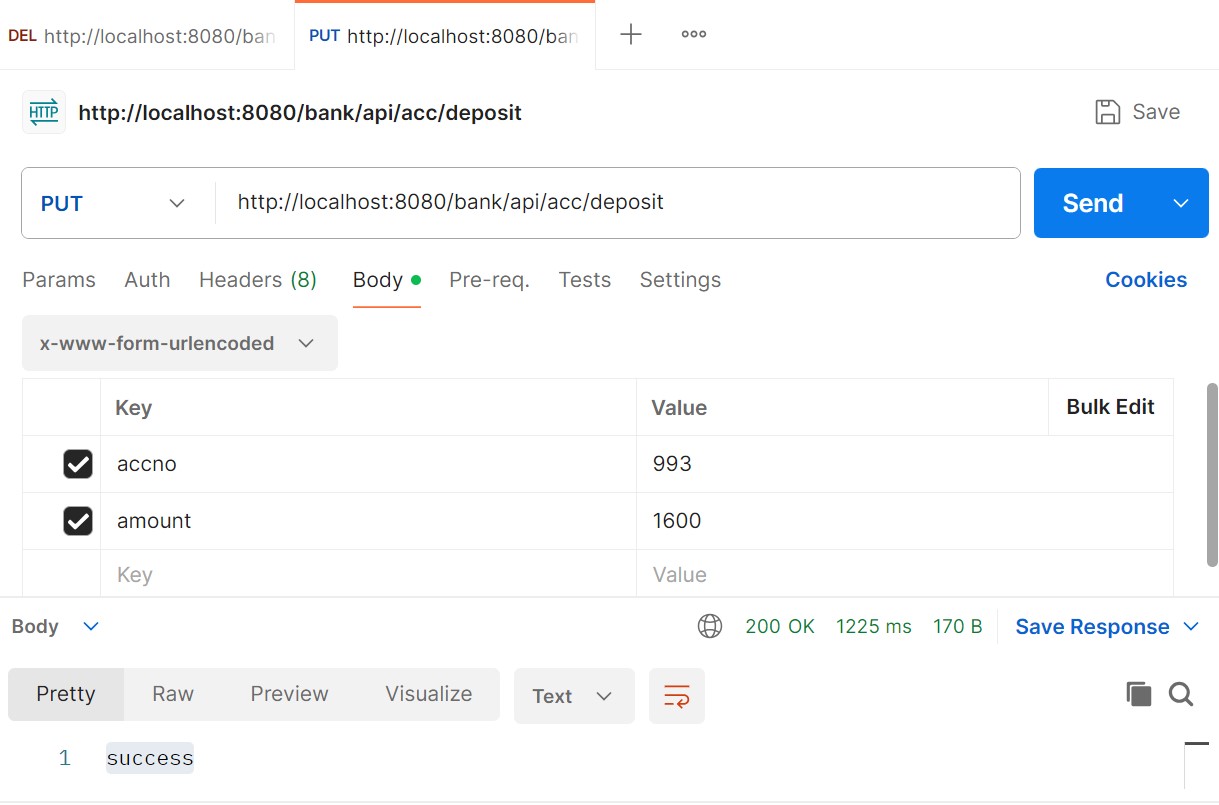 DEL http://localhost:8080/ban PUT http://localhost:8080/ban
HTTP http://localhost:8080/bank/api/acc/deposit Save
PUT http://localhost:8080/bank/api/acc/deposit Send
Params Auth Headers (8) Body Pre-req. Tests Settings Cookies
x-www-form-urlencoded
Key Value Bulk Edit
accno 993
amount 1600
Key Value
Body 200 OK 1225 ms 170 B Save Response
Pretty Raw Preview Visualize Text
1 success